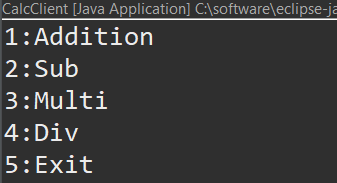 CalcClient [Java Application] C:\software\eclipse-ja
1:Addition
2:Sub
3:Multi
4:Div
5:Exit